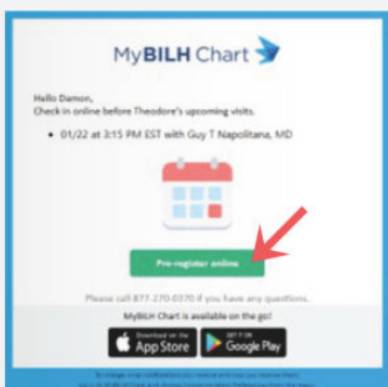 MyBILH Chart
Hello Damon,
Check in online before Theodore's upcoming visits.
• 01/22 at 3:15 PM EST with Guy T Napolitana, MD
Pre-register online
Please call 877-270-0370 if you have any questions.
MyBILH Chart is available on the go!
Download on the
App Store
GET IT ON
Google Play